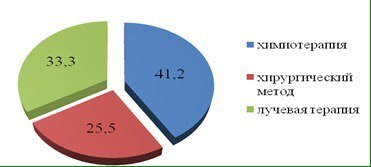 33,3
41,2
25,5
химиотерапия
хирургический
метод
лучевая терапия